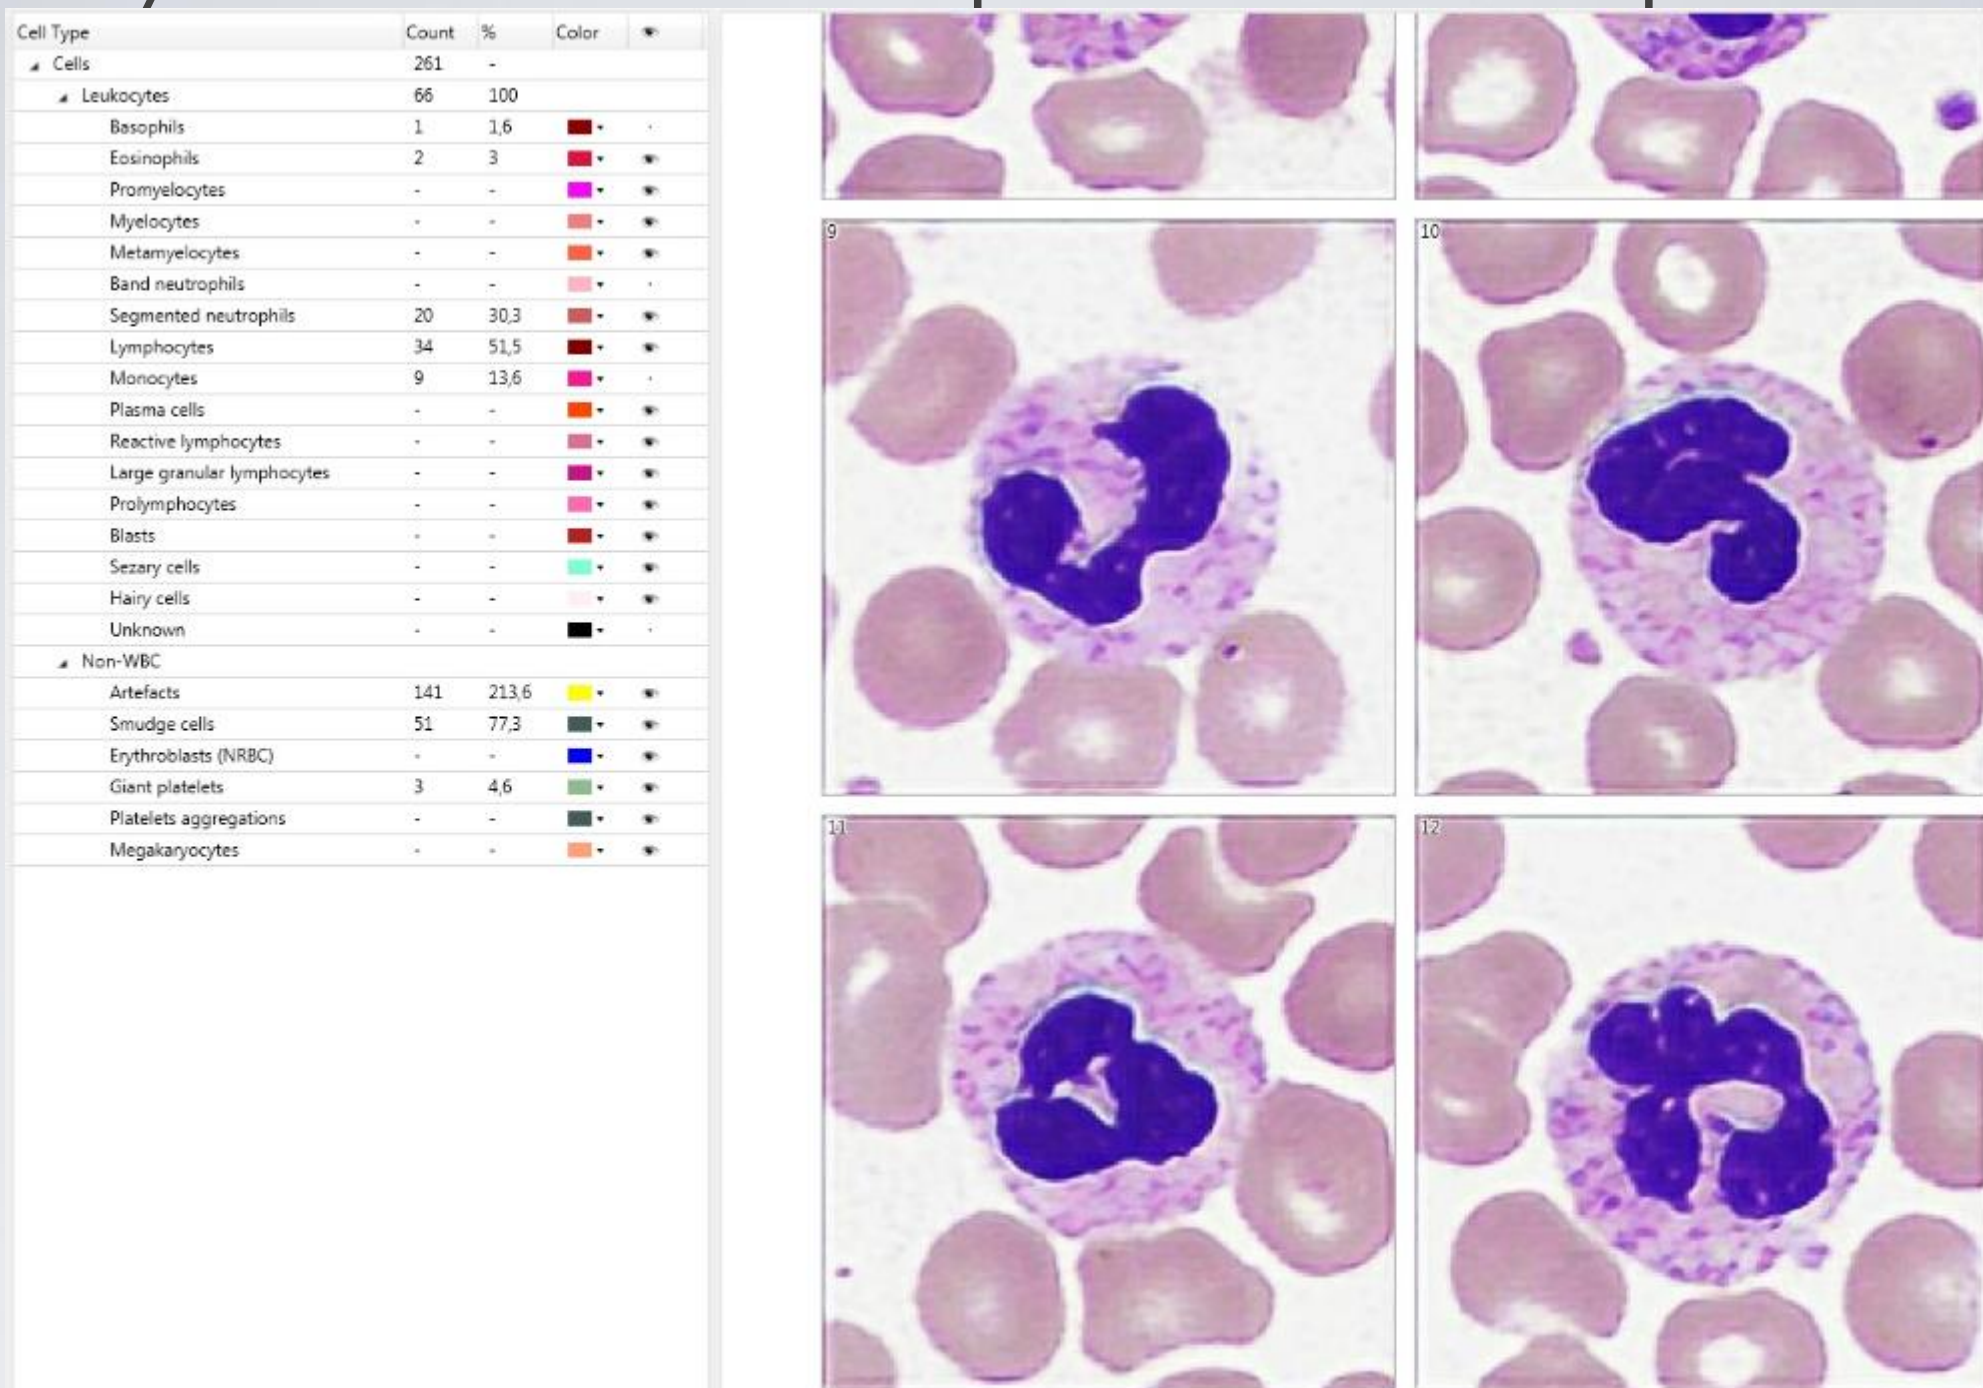 Cell Type Count % Color
Cells 261 -
Leukocytes 66 100
Basophils 1 1,6
Eosinophils 2 3
Promyelocytes - -
Myelocytes - -
Metamyelocytes - -
Band neutrophils - -
Segmented neutrophils 20 30,3
Lymphocytes 34 51,5
Monocytes 9 13,6
Plasma cells - -
Reactive lymphocytes - -
Large granular lymphocytes - -
Prolymphocytes - -
Blasts - -
Sezary cells - -
Hairy cells - -
Unknown - -
Non-WBC
Artefacts 141 213,6
Smudge cells 51 77,3
Erythroblasts (NRBC) - -
Giant platelets 3 4,6
Platelets aggregations - -
Megakaryocytes - -
9
10
11
12